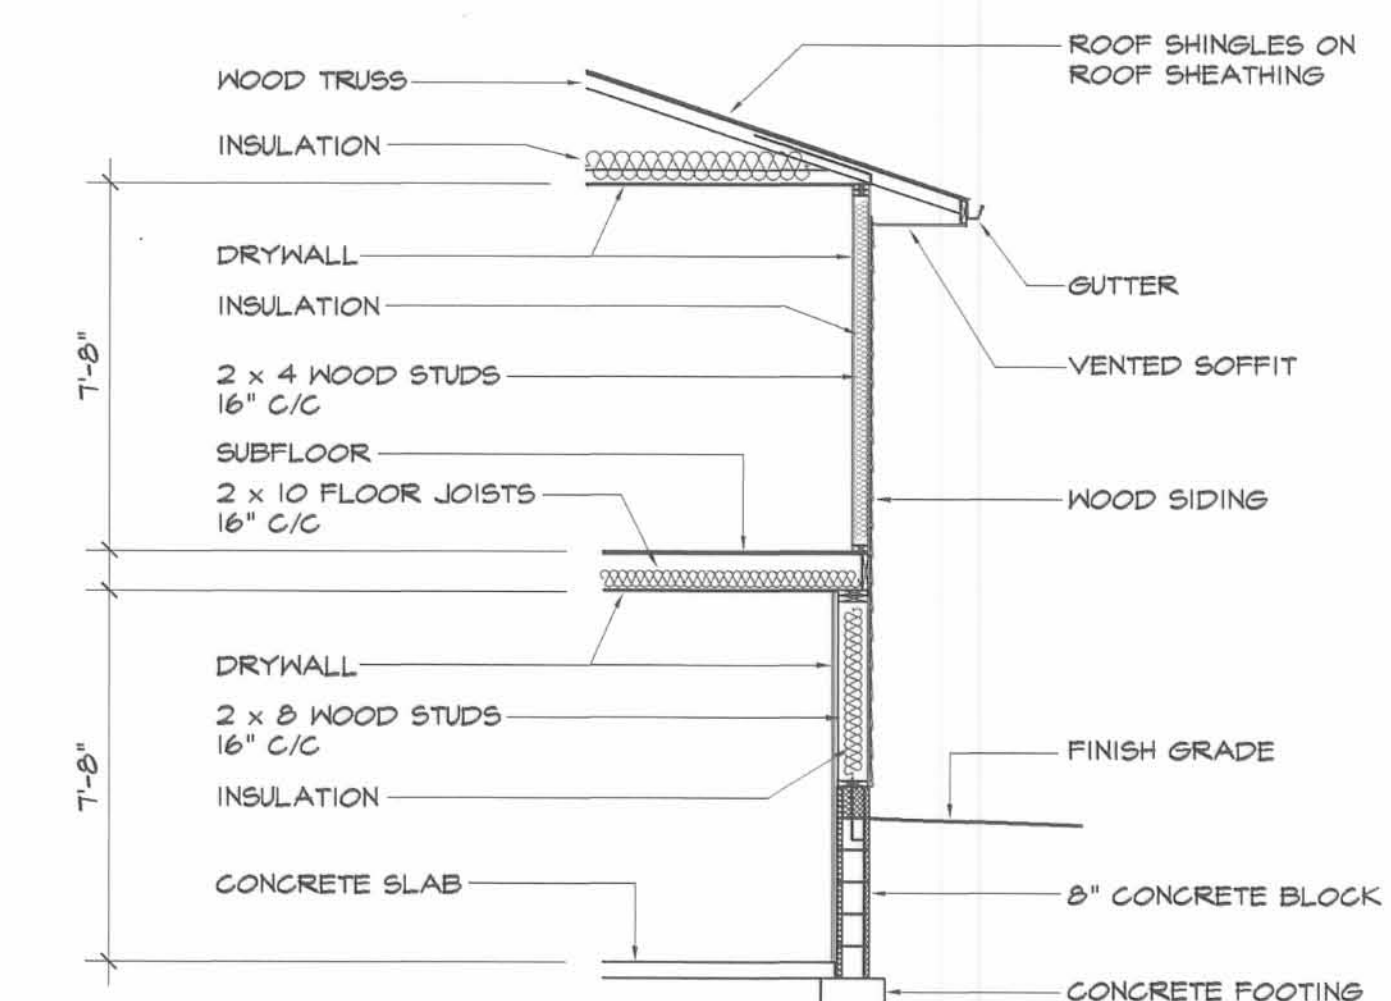 WOOD TRUSS
INSULATION
DRYWALL
INSULATION
2 x 4 WOOD STUDS
16" C/C
SUBFLOOR
2 x 10 FLOOR JOISTS
16" C/C
DRYWALL
2 x 8 WOOD STUDS
16" C/C
INSULATION
CONCRETE SLAB
7'-8"
7'-8"
ROOF SHINGLES ON
ROOF SHEATHING
GUTTER
VENTED SOFFIT
WOOD SIDING
FINISH GRADE
8" CONCRETE BLOCK
CONCRETE FOOTING